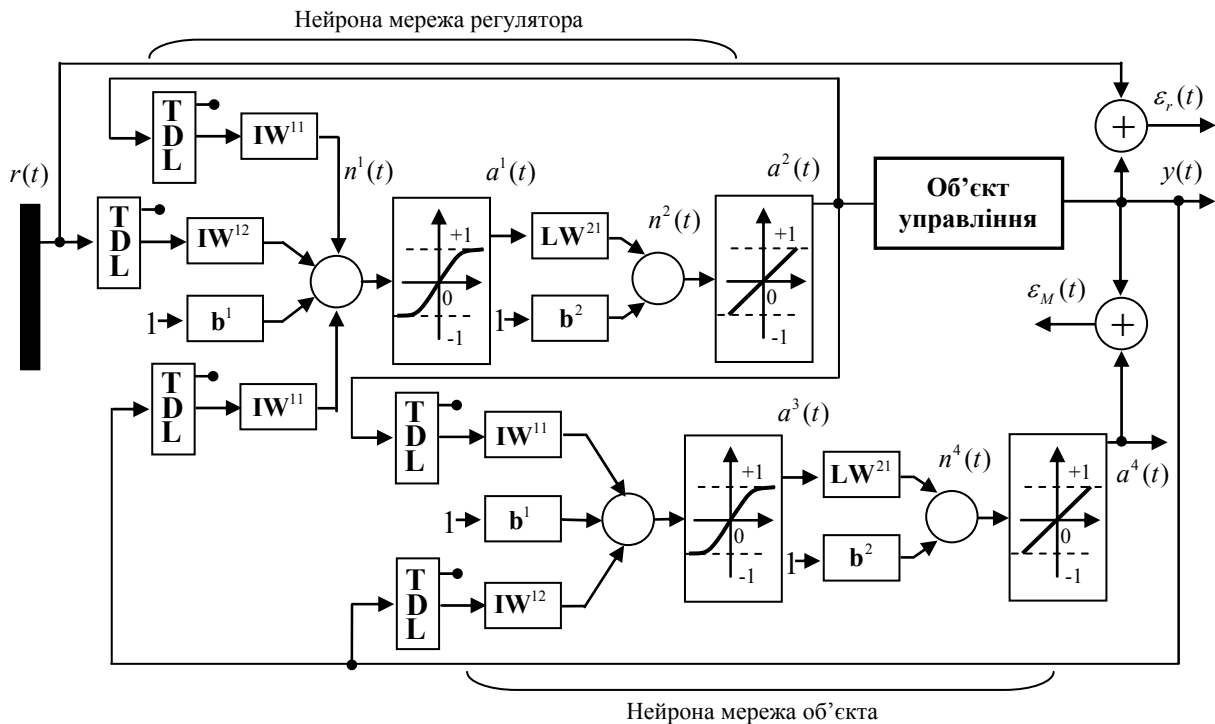 Нейрона мережа регулятора
T
D
L
IW¹¹
n¹(t)
a¹(t)
a²(t)
ε_r(t)
r(t)
y(t)
T
D
L
IW¹²
+1
0
-1
LW²¹
n²(t)
+1
0
-1
Об’єкт
управління
+
1
b¹
1
b²
ε_M(t)
+
T
D
L
IW¹¹
T
D
L
IW¹¹
a³(t)
+1
0
-1
LW²¹
n⁴(t)
+1
0
-1
a⁴(t)
1
b¹
1
b²
T
D
L
IW¹²
Нейрона мережа об’єкта